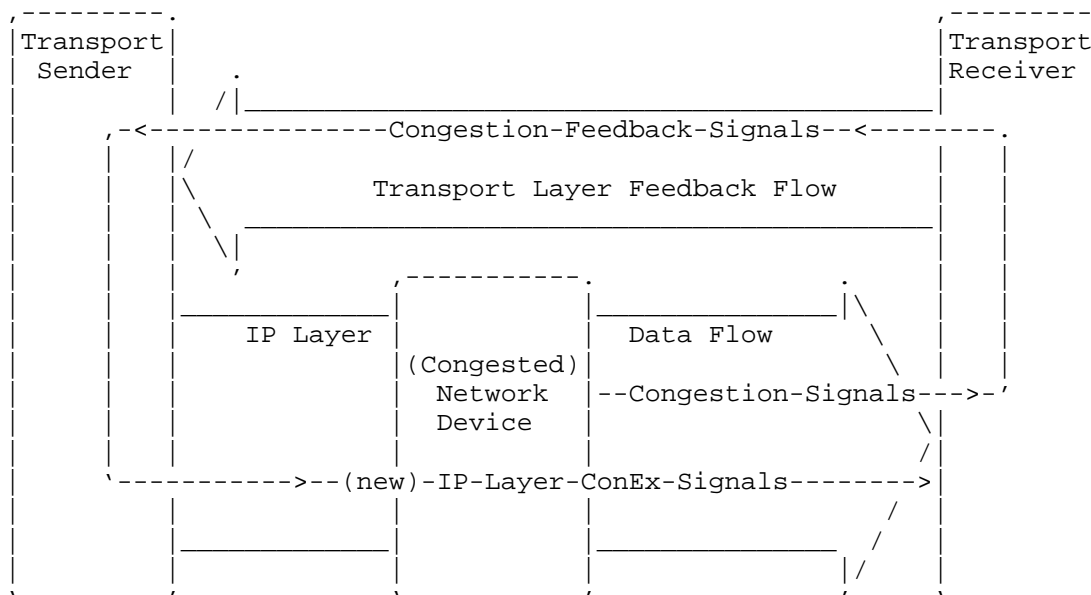 Transport Transport
Sender Receiver
Congestion-Feedback-Signals
Transport Layer Feedback Flow
IP Layer Data Flow
(Congested)
Network --Congestion-Signals--->-'
Device
(new)-IP-Layer-ConEx-Signals